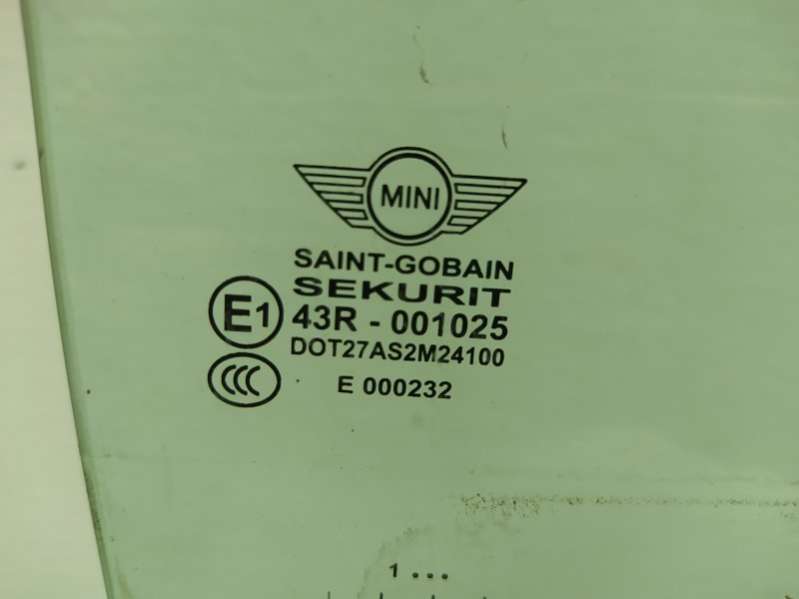 MINI
SAINT-GOBAIN
SEKURIT
E1 43R - 001025
DOT27AS2M24100
CCC E 000232
1 ...